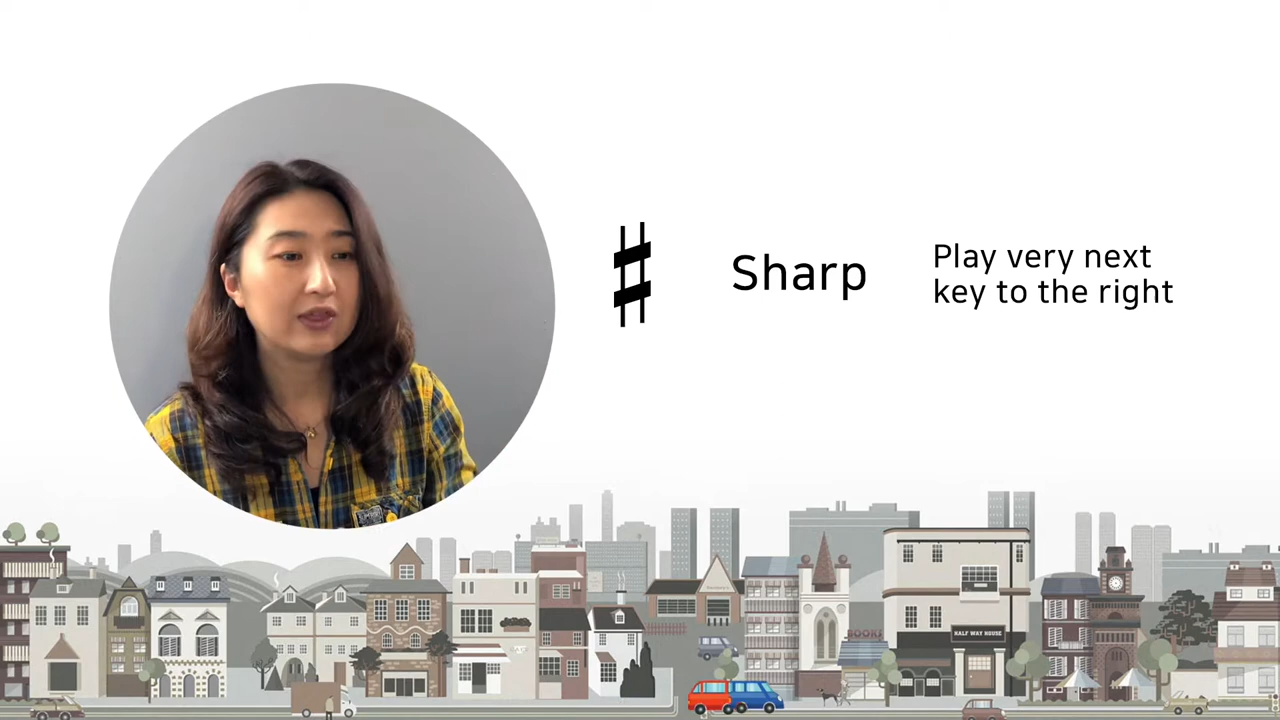 ♯
Sharp
Play very next
key to the right
HALF WAY HOUSE
BOOKS